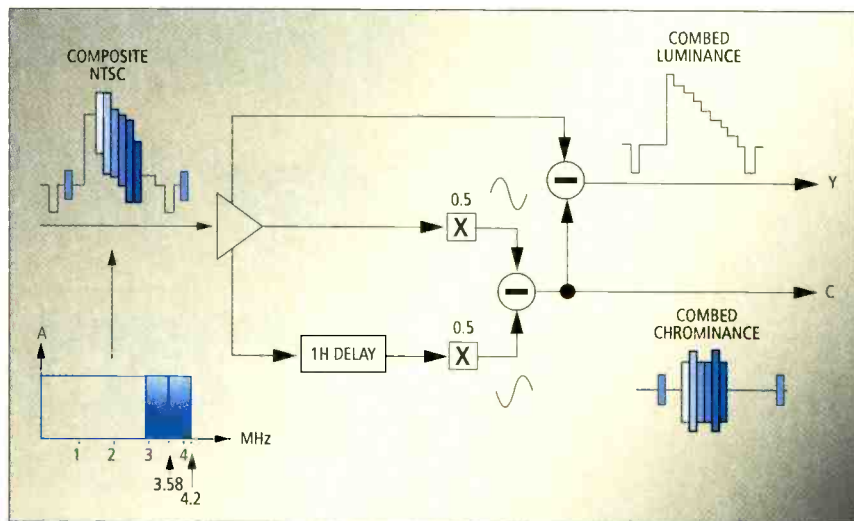 COMPOSITE
NTSC
COMBED
LUMINANCE
0.5
X
Y
C
0.5
X
1H DELAY
COMBED
CHROMINANCE
A
1
2
3
4
MHz
3.58
4.2